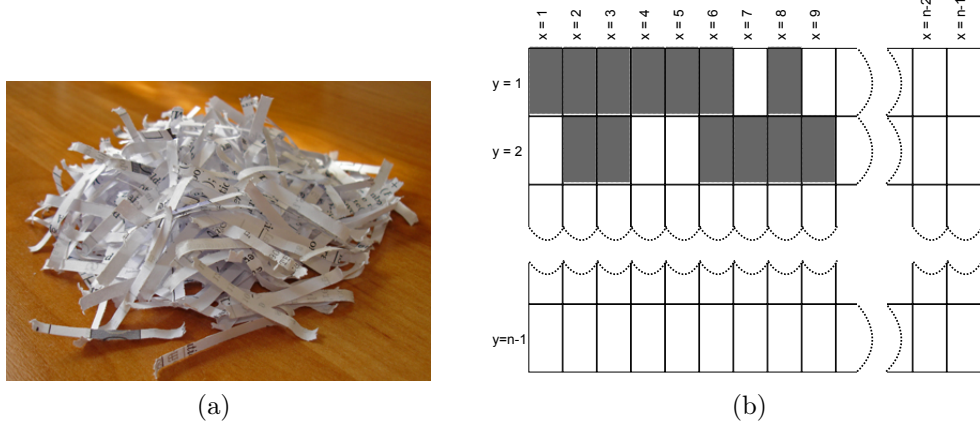 x = 1
x = 2
x = 3
x = 4
x = 5
x = 6
x = 7
x = 8
x = 9
x = n-2
x = n-1
y = 1
y = 2
y=n-1
(a)
(b)